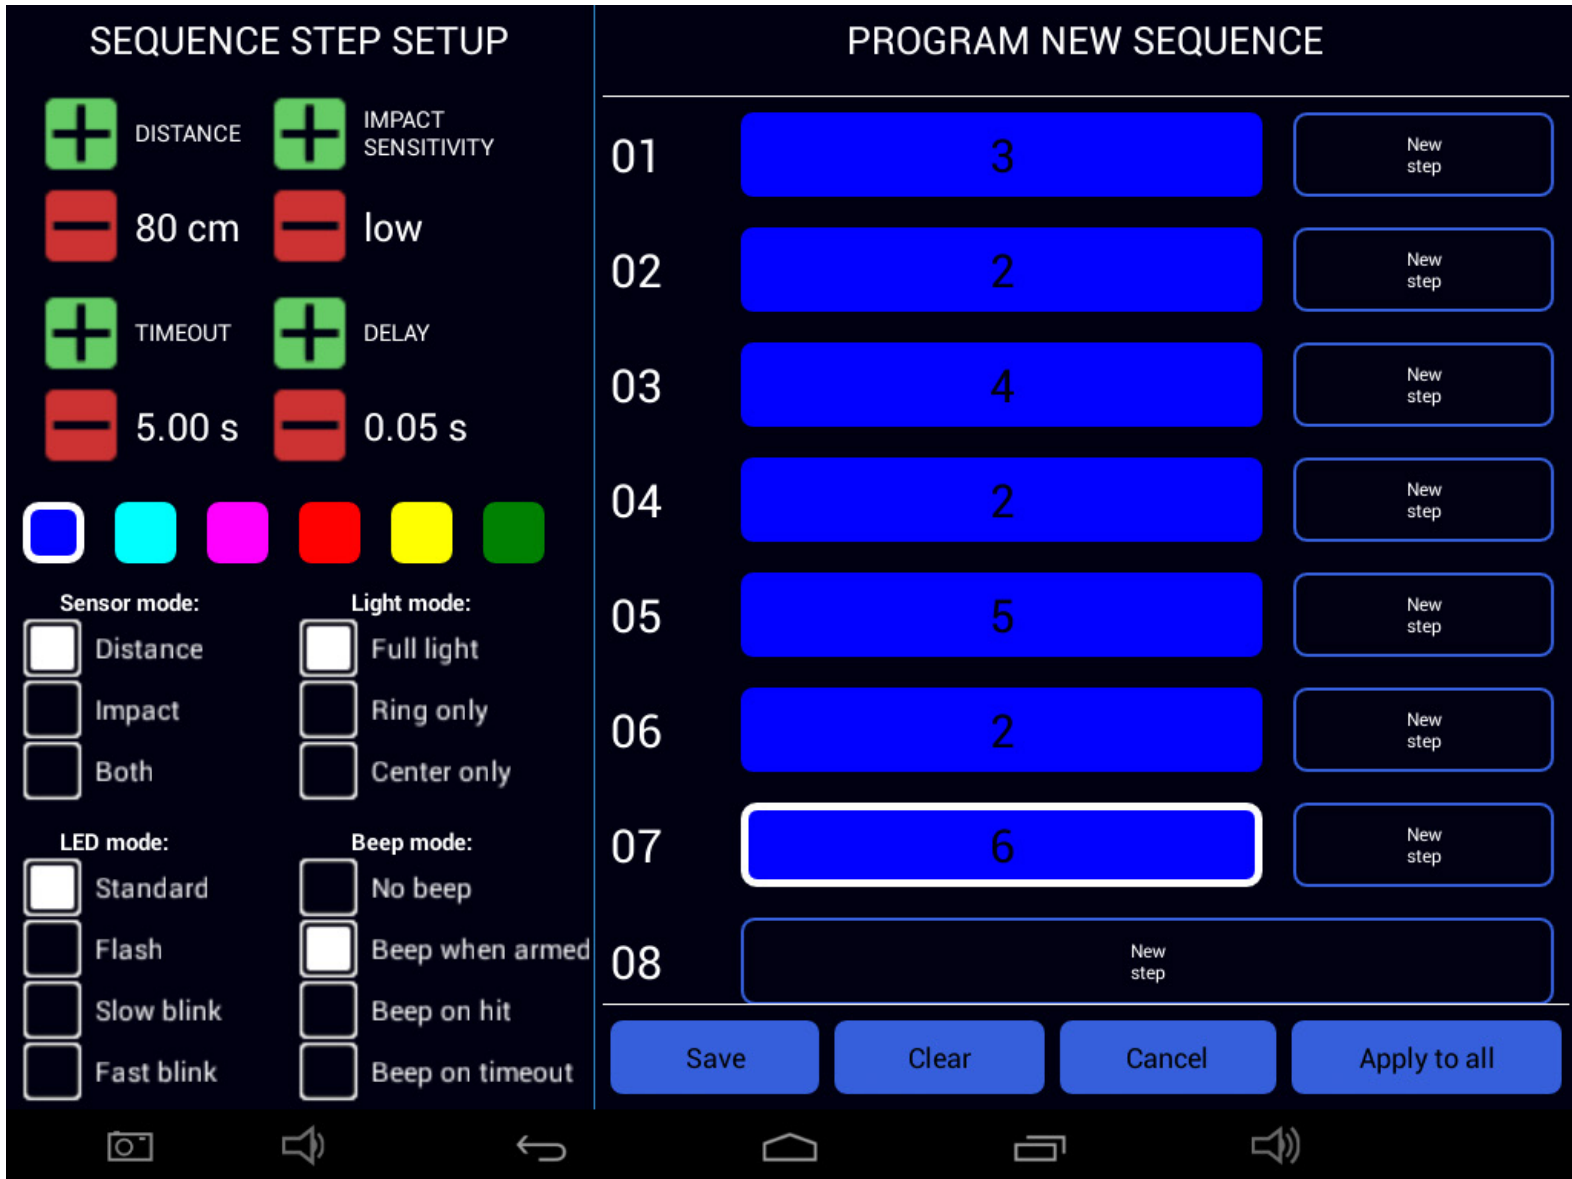 SEQUENCE STEP SETUP
DISTANCE
IMPACT
SENSITIVITY
80 cm
low
TIMEOUT
DELAY
5.00 s
0.05 s
Sensor mode:
Light mode:
Distance
Full light
Impact
Ring only
Both
Center only
LED mode:
Beep mode:
Standard
No beep
Flash
Beep when armed
Slow blink
Beep on hit
Fast blink
Beep on timeout
PROGRAM NEW SEQUENCE
01
3
New
step
02
2
New
step
03
4
New
step
04
2
New
step
05
5
New
step
06
2
New
step
07
6
New
step
08
New
step
Save
Clear
Cancel
Apply to all